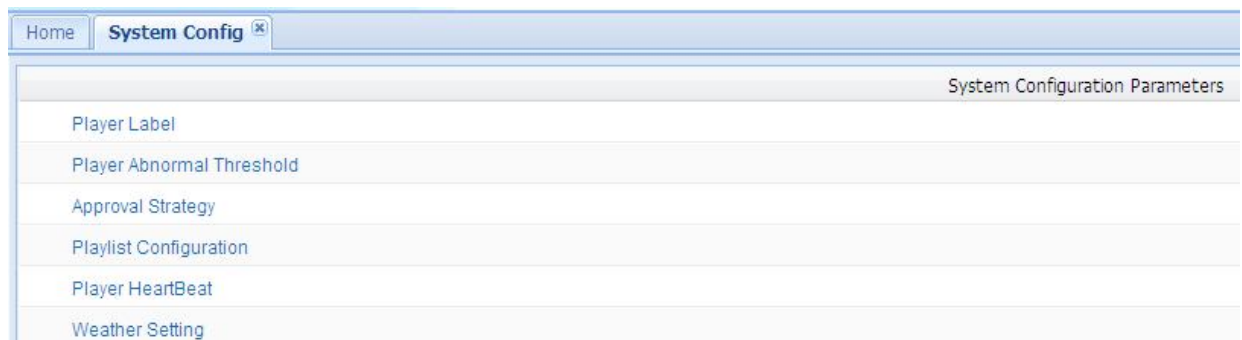 Home System Config
System Configuration Parameters
Player Label
Player Abnormal Threshold
Approval Strategy
Playlist Configuration
Player HeartBeat
Weather Setting